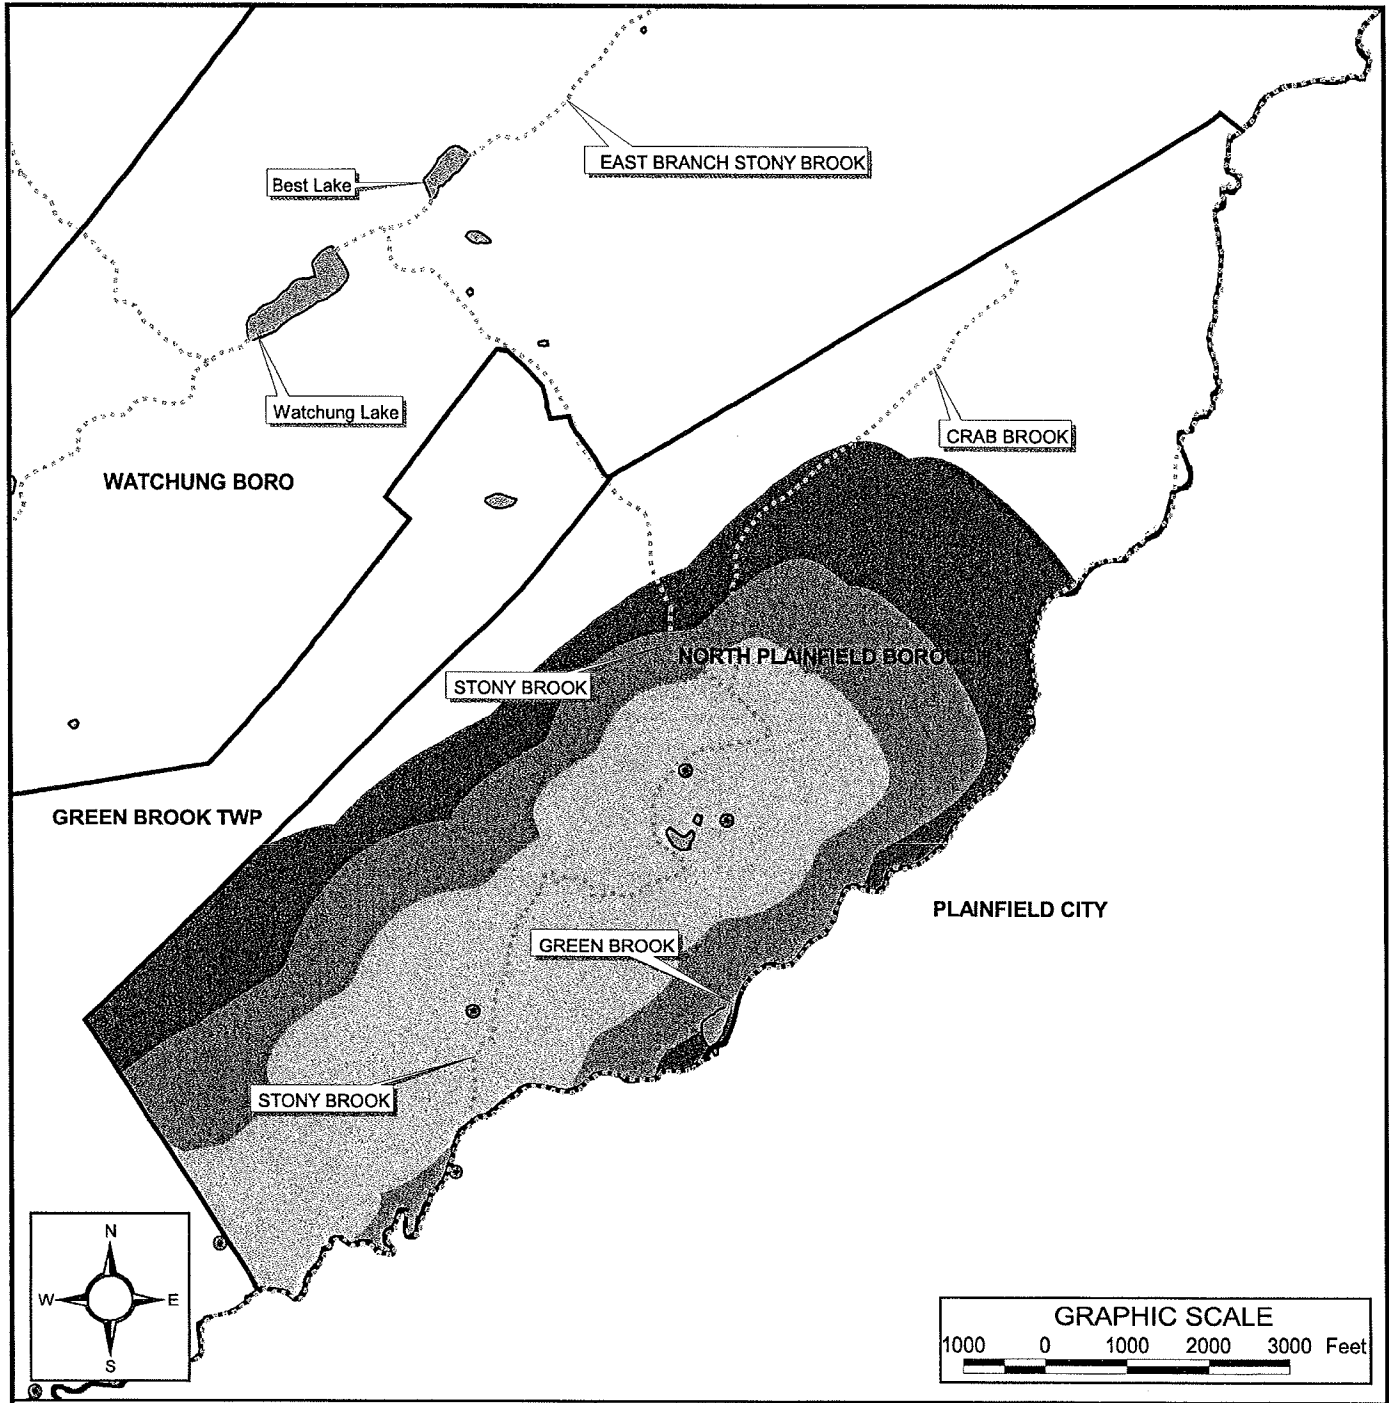 EAST BRANCH STONY BROOK
Best Lake
Watchung Lake
CRAB BROOK
WATCHUNG BORO
NORTH PLAINFIELD BOROUGH
STONY BROOK
GREEN BROOK TWP
PLAINFIELD CITY
GREEN BROOK
STONY BROOK
N
W E
S
GRAPHIC SCALE
1000 0 1000 2000 3000 Feet